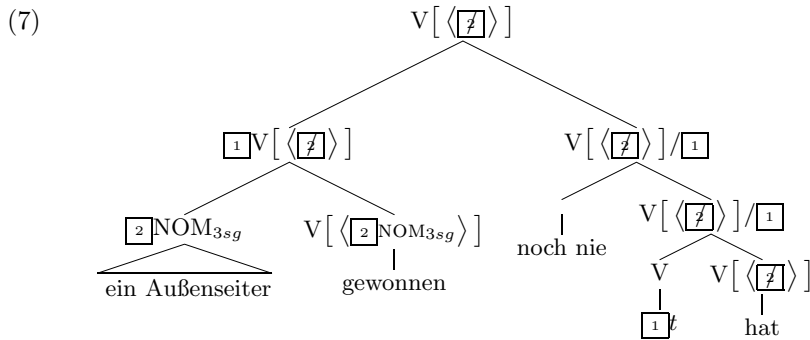 (7) V[⟨2̸⟩]
1 V[⟨2̸⟩] V[⟨2̸⟩]/1
2 NOM3sg V[⟨2 NOM3sg⟩] noch nie V[⟨2̸⟩]/1
ein Außenseiter gewonnen V V[⟨2̸⟩]
1 t hat